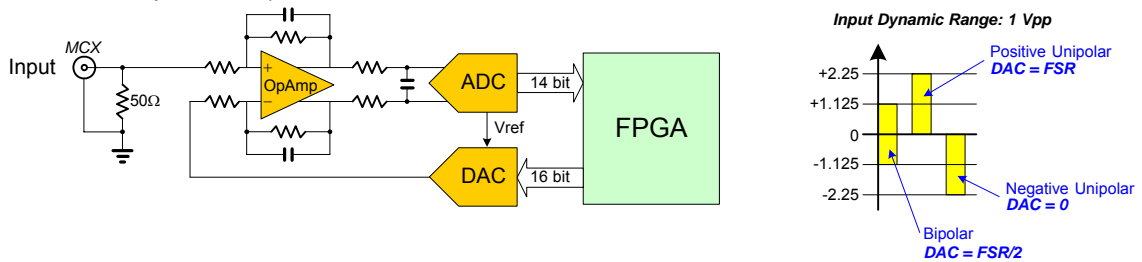 Input
MCX
50Ω
+
OpAmp
−
ADC
14 bit
Vref
DAC
16 bit
FPGA
Input Dynamic Range: 1 Vpp
+2.25
+1.125
0
-1.125
-2.25
Positive Unipolar
DAC = FSR
Negative Unipolar
DAC = 0
Bipolar
DAC = FSR/2